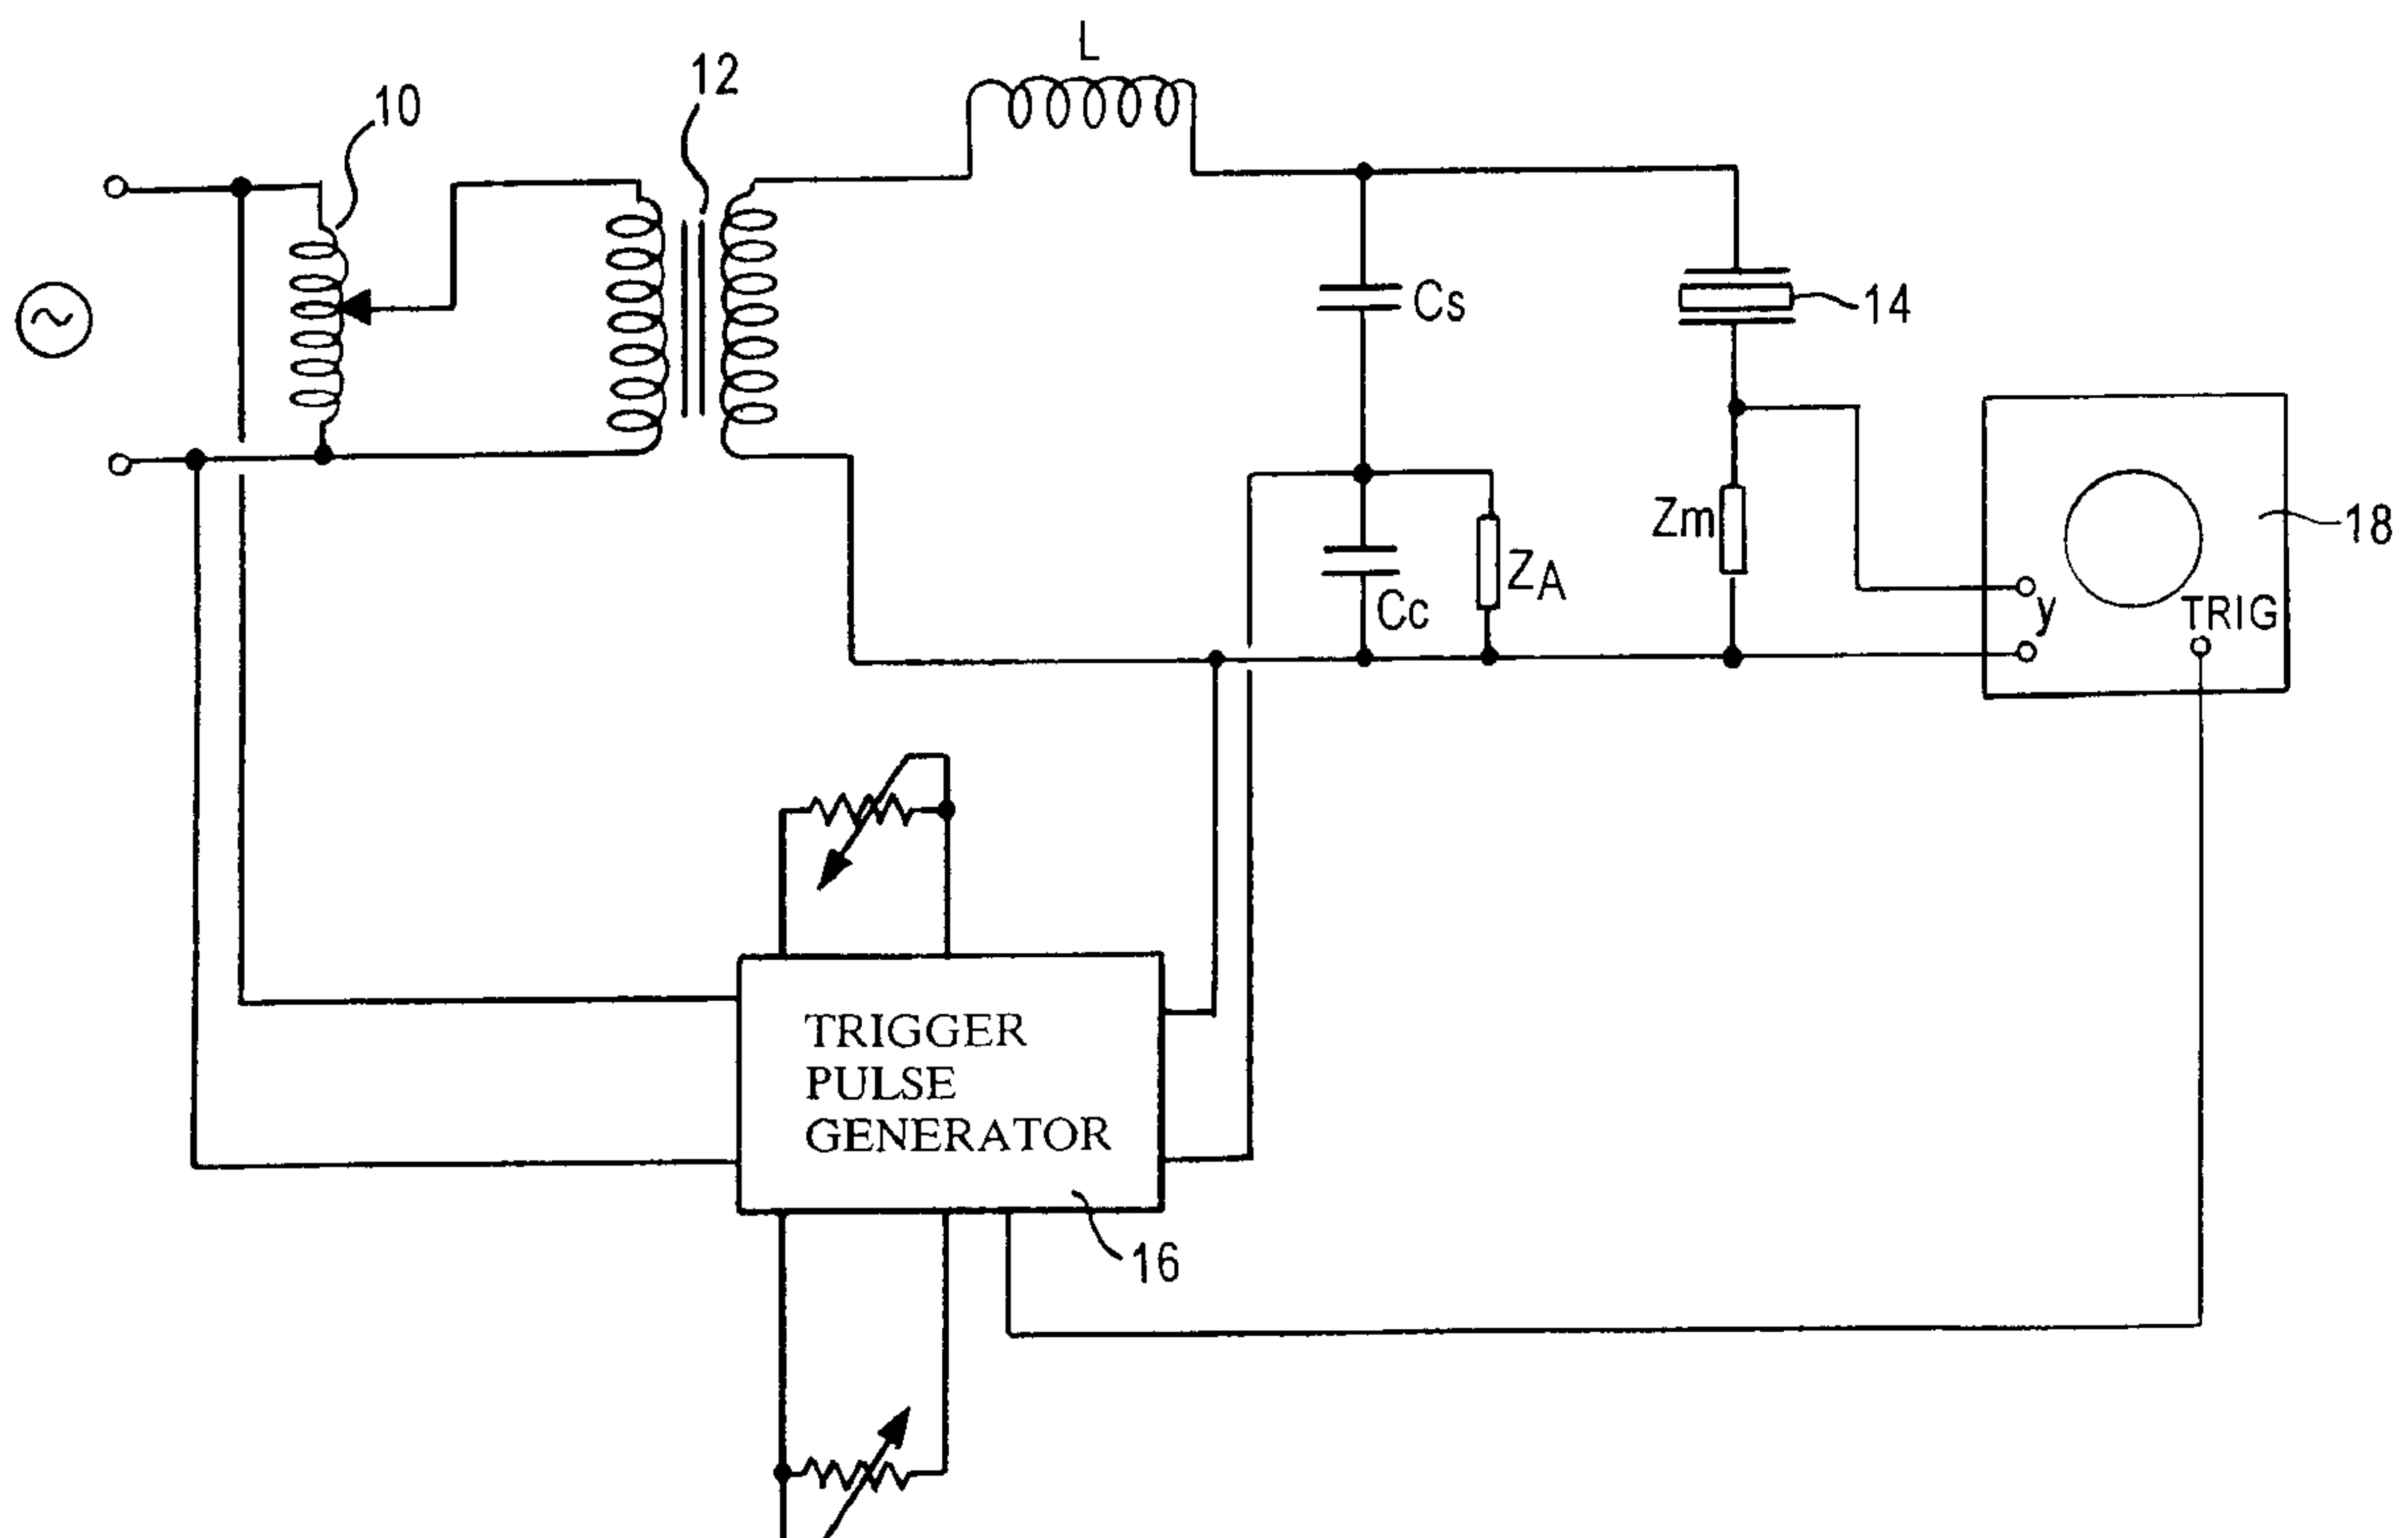 L
12
10
Cs
14
Zm
18
ZA
Cc
y
TRIG
TRIGGER
PULSE
GENERATOR
16